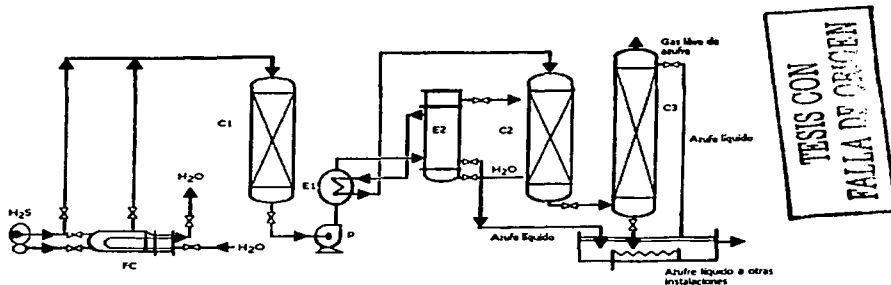 Gas libre de
azufre
TESIS CON
FALLA DE ORIGEN
C1
E2
C2
C3
Azufre líquido
H2O
E1
H2O
H2S
P
H2O
FC
Azufe líquido
Azufre líquido a otras
instalaciones